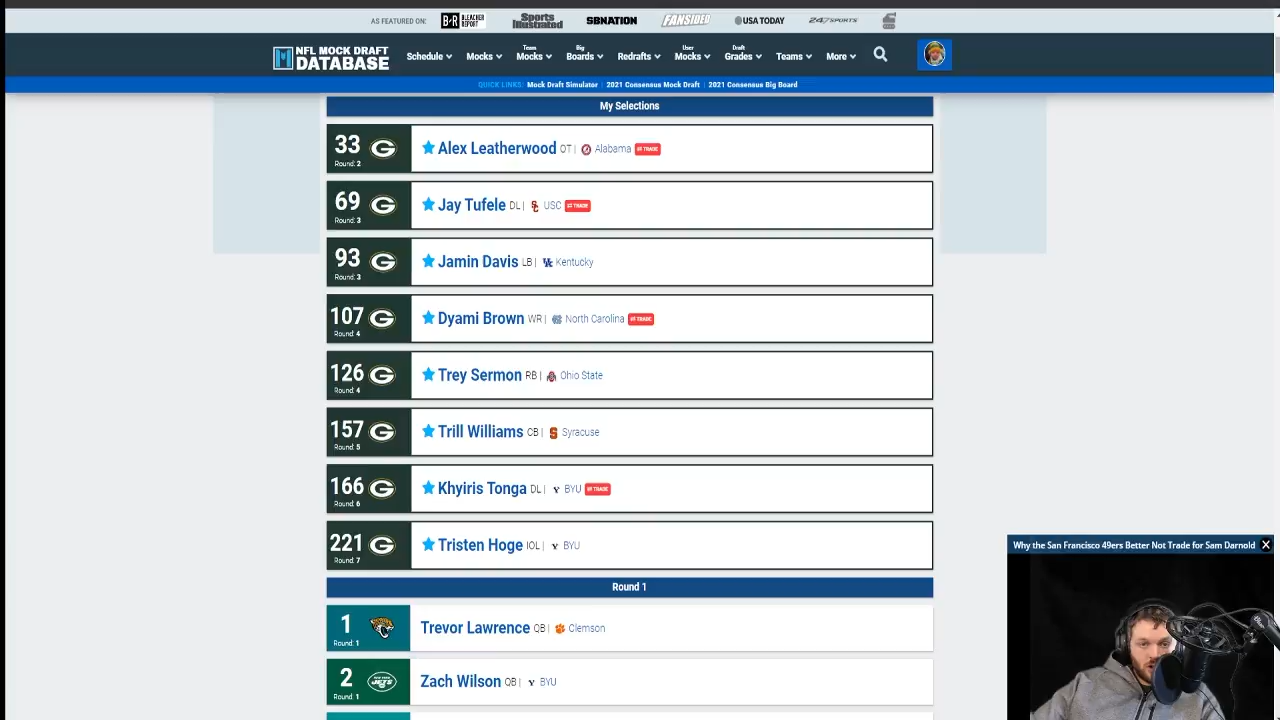 AS FEATURED ON: B-R BLEACHER REPORT Sports Illustrated SBNATION FANSIDED USA TODAY 247SPORTS
NFL MOCK DRAFT DATABASE
Schedule Mocks Team Mocks Big Boards Redrafts User Mocks Draft Grades Teams More
QUICK LINKS: Mock Draft Simulator | 2021 Consensus Mock Draft | 2021 Consensus Big Board
My Selections
33 Round: 2 G Alex Leatherwood OT | Alabama TRADE
69 Round: 3 G Jay Tufele DL | SC USC TRADE
93 Round: 3 G Jamin Davis LB | UK Kentucky
107 Round: 4 G Dyami Brown WR | NC North Carolina TRADE
126 Round: 4 G Trey Sermon RB | Ohio State
157 Round: 5 G Trill Williams CB | S Syracuse
166 Round: 6 G Khyiris Tonga DL | Y BYU TRADE
221 Round: 7 G Tristen Hoge IOL | Y BYU
Round 1
1 Round: 1 Trevor Lawrence QB | Clemson
2 Round: 1 JETS Zach Wilson QB | Y BYU
Why the San Francisco 49ers Better Not Trade for Sam Darnold X